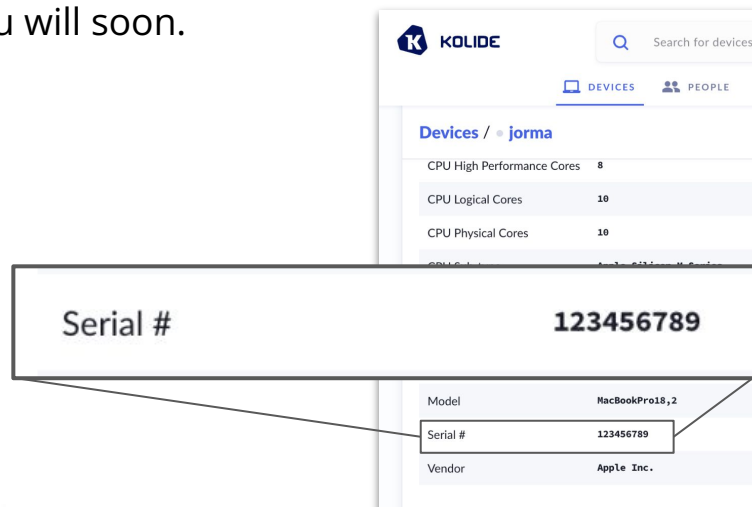 u will soon.
KOLIDE
Search for devices
DEVICES PEOPLE
Devices / jorma
CPU High Performance Cores 8
CPU Logical Cores 10
CPU Physical Cores 10
Serial # 123456789
Model MacBookPro18,2
Serial # 123456789
Vendor Apple Inc.